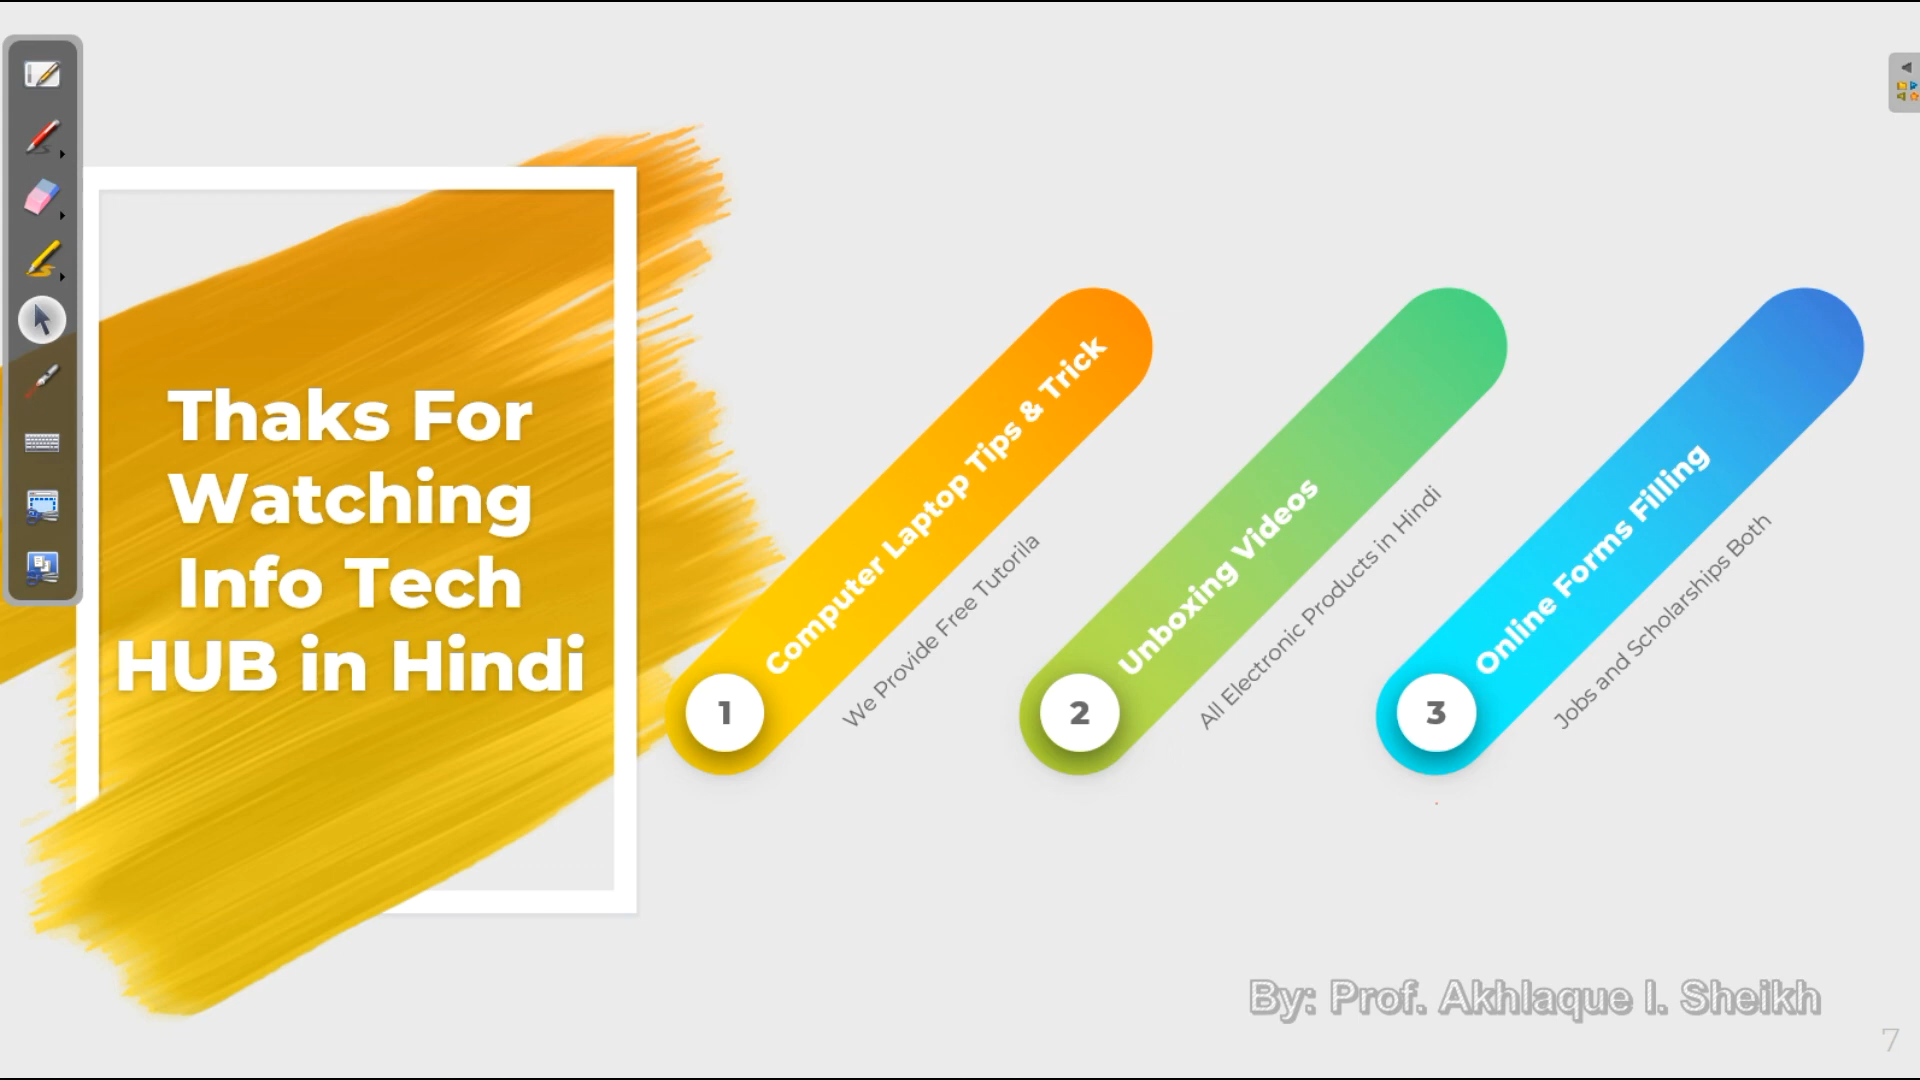 Thaks For
Watching
Info Tech
HUB in Hindi
1
Computer Laptop Tips & Trick
We Provide Free Tutorila
2
Unboxing Videos
All Electronic Products in Hindi
3
Online Forms Filling
Jobs and Scholarships Both
By: Prof. Akhlaque I. Sheikh
7